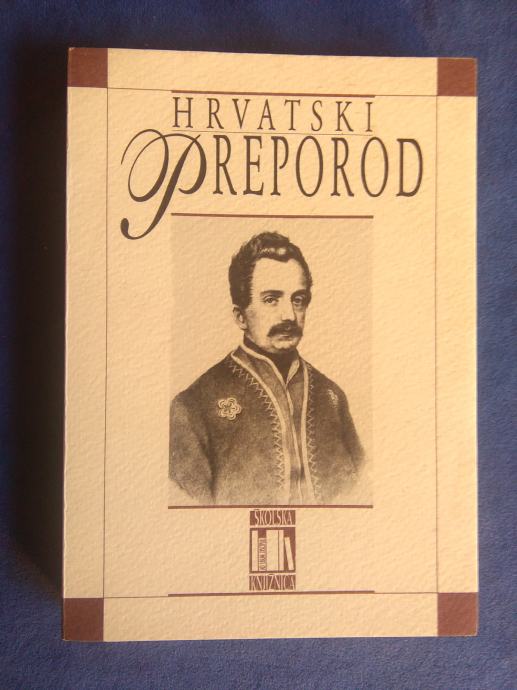 HRVATSKI
PREPOROD
ŠKOLSKA
KNJIŽNICA